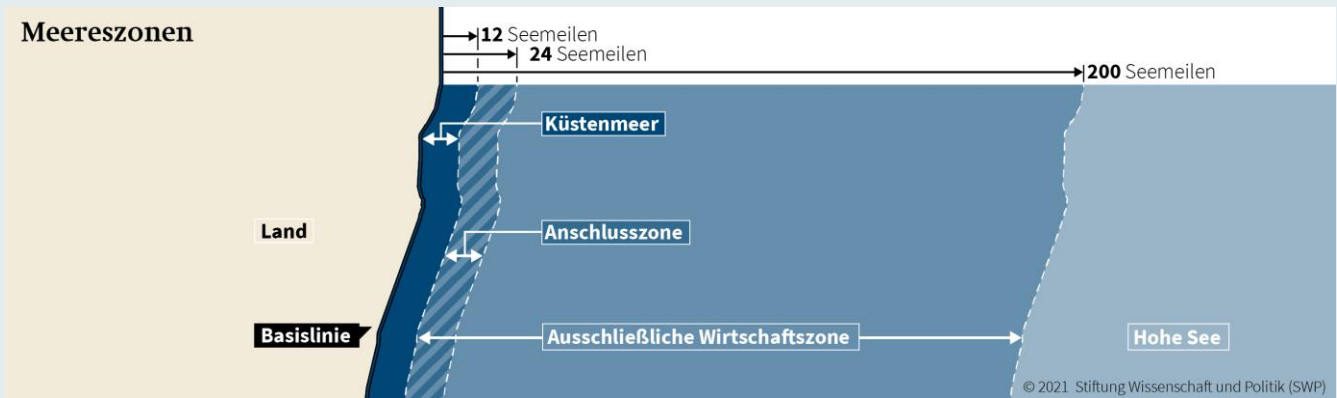 Meereszonen
12 Seemeilen
24 Seemeilen
200 Seemeilen
Küstenmeer
Land
Anschlusszone
Basislinie
Ausschließliche Wirtschaftszone
Hohe See
© 2021 Stiftung Wissenschaft und Politik (SWP)